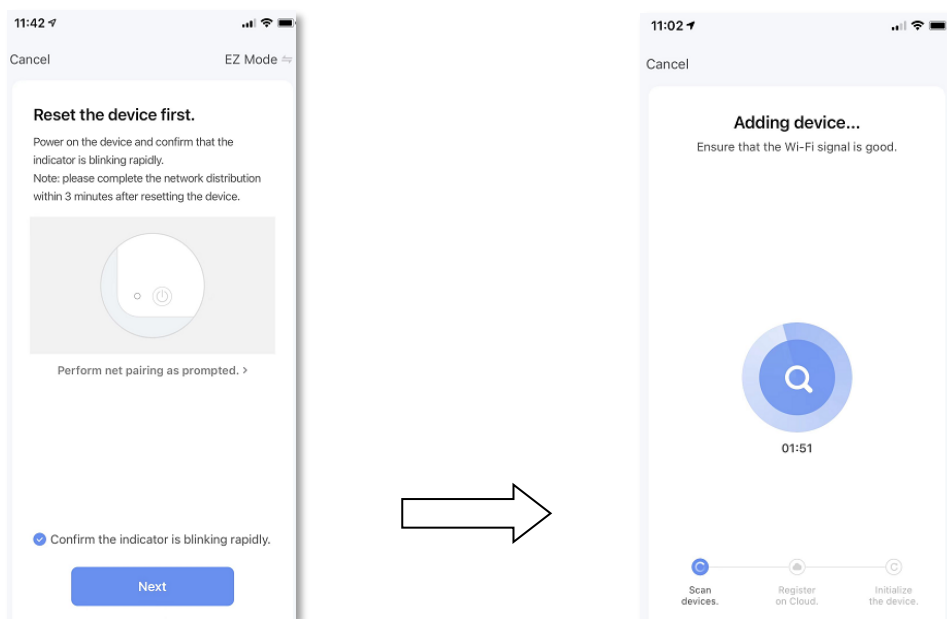 11:42
Cancel
EZ Mode
Reset the device first.
Power on the device and confirm that the
indicator is blinking rapidly.
Note: please complete the network distribution
within 3 minutes after resetting the device.
Perform net pairing as prompted. >
Confirm the indicator is blinking rapidly.
Next
11:02
Cancel
Adding device...
Ensure that the Wi-Fi signal is good.
01:51
Scan
devices.
Register
on Cloud.
Initialize
the device.